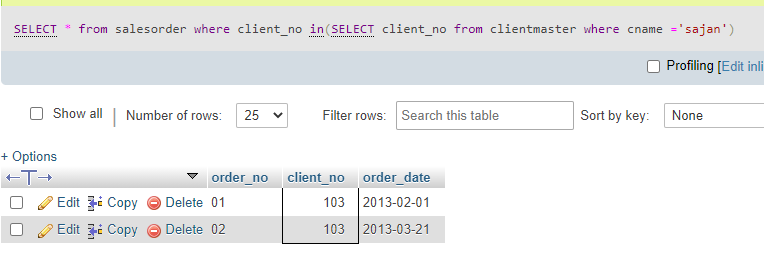 SELECT * from salesorder where client_no in(SELECT client_no from clientmaster where cname ='sajan')
Profiling [Edit inli
Show all | Number of rows: 25 Filter rows: Search this table Sort by key: None
+ Options
←T→ order_no client_no order_date
Edit Copy Delete 01 103 2013-02-01
Edit Copy Delete 02 103 2013-03-21